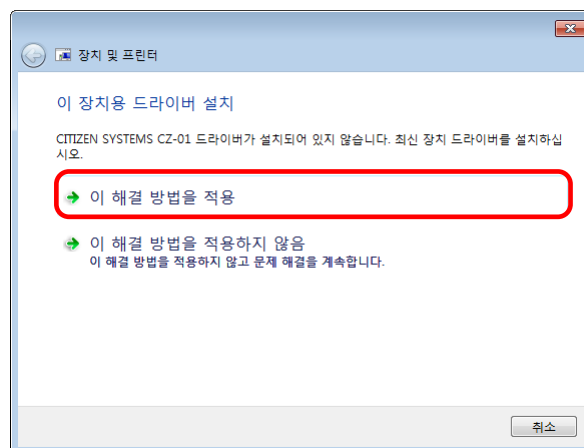 장치 및 프린터
이 장치용 드라이버 설치
CITIZEN SYSTEMS CZ-01 드라이버가 설치되어 있지 않습니다. 최신 장치 드라이버를 설치하십
시오.
이 해결 방법을 적용
이 해결 방법을 적용하지 않음
이 해결 방법을 적용하지 않고 문제 해결을 계속합니다.
취소